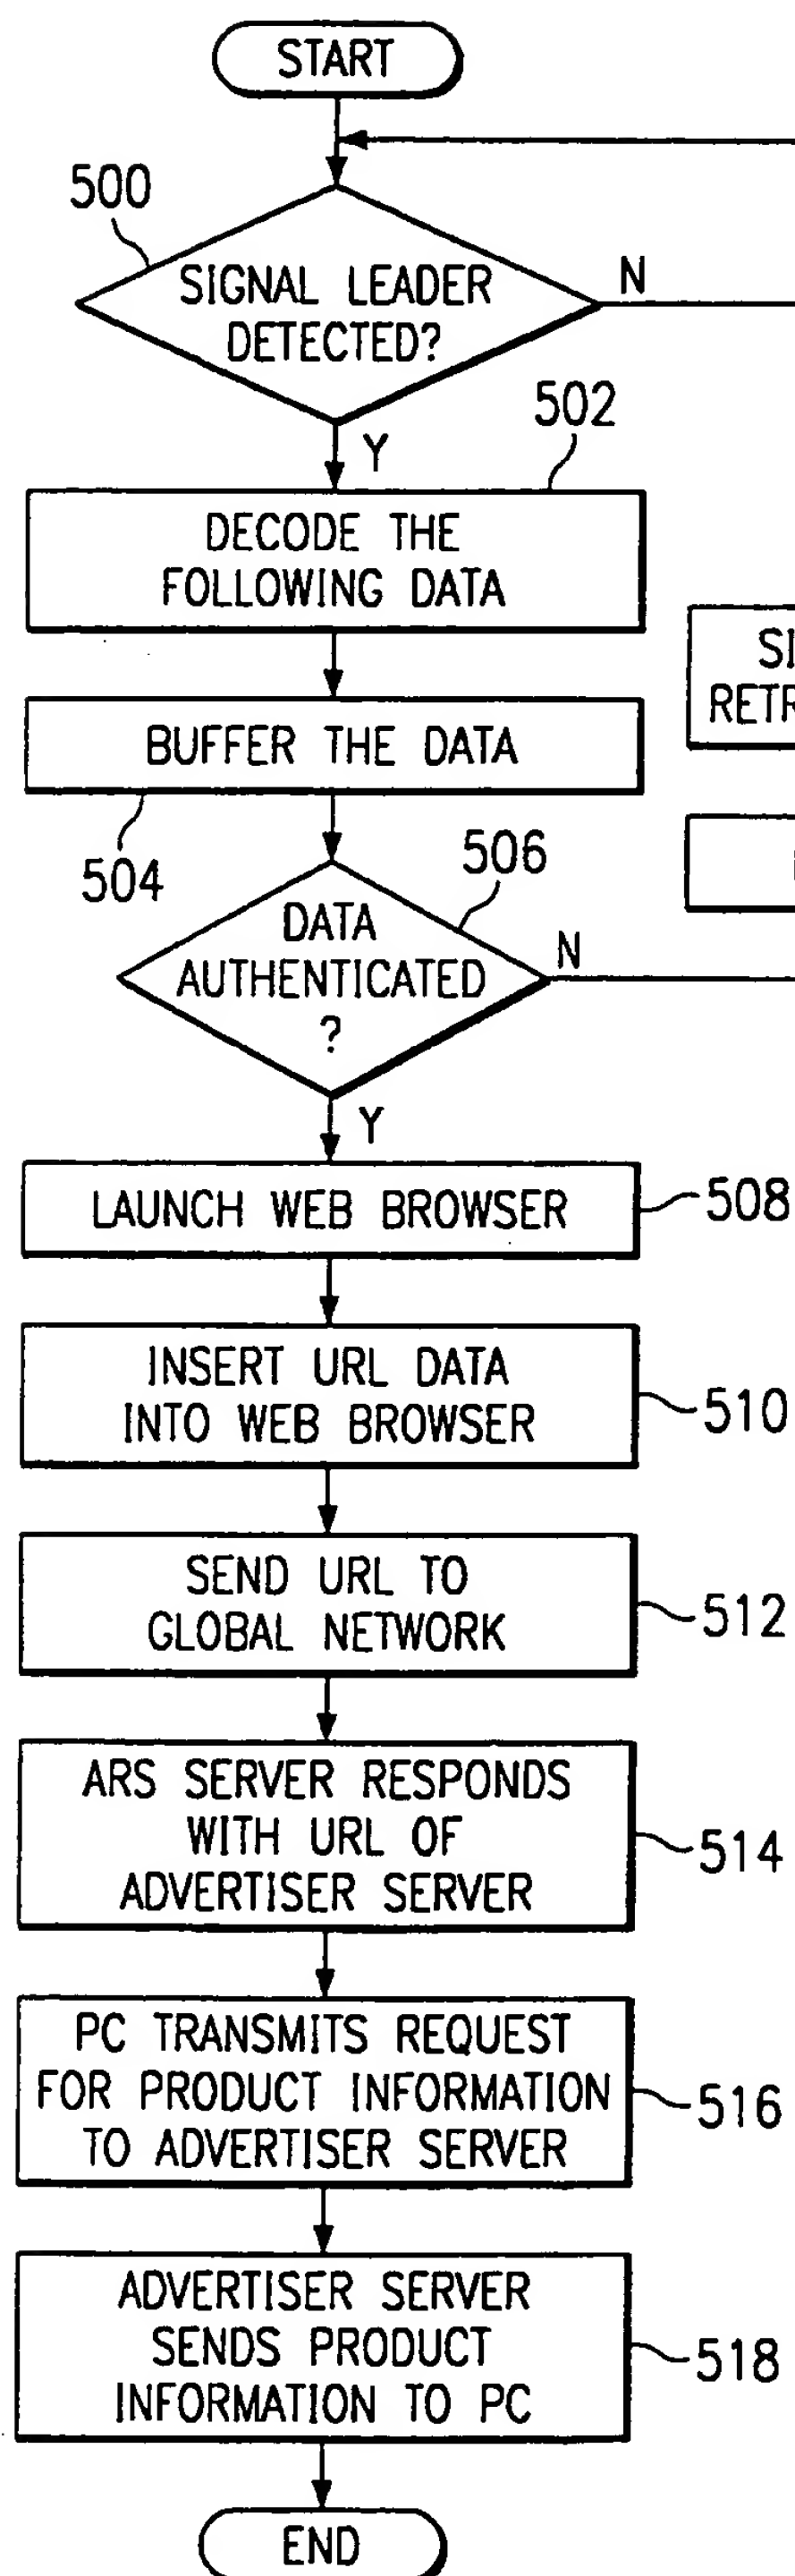 START
500
SIGNAL LEADER
DETECTED?
N
502
Y
DECODE THE
FOLLOWING DATA
BUFFER THE DATA
504
506
DATA
AUTHENTICATED
?
N
Y
LAUNCH WEB BROWSER
508
INSERT URL DATA
INTO WEB BROWSER
510
SEND URL TO
GLOBAL NETWORK
512
ARS SERVER RESPONDS
WITH URL OF
ADVERTISER SERVER
514
PC TRANSMITS REQUEST
FOR PRODUCT INFORMATION
TO ADVERTISER SERVER
516
ADVERTISER SERVER
SENDS PRODUCT
INFORMATION TO PC
518
END